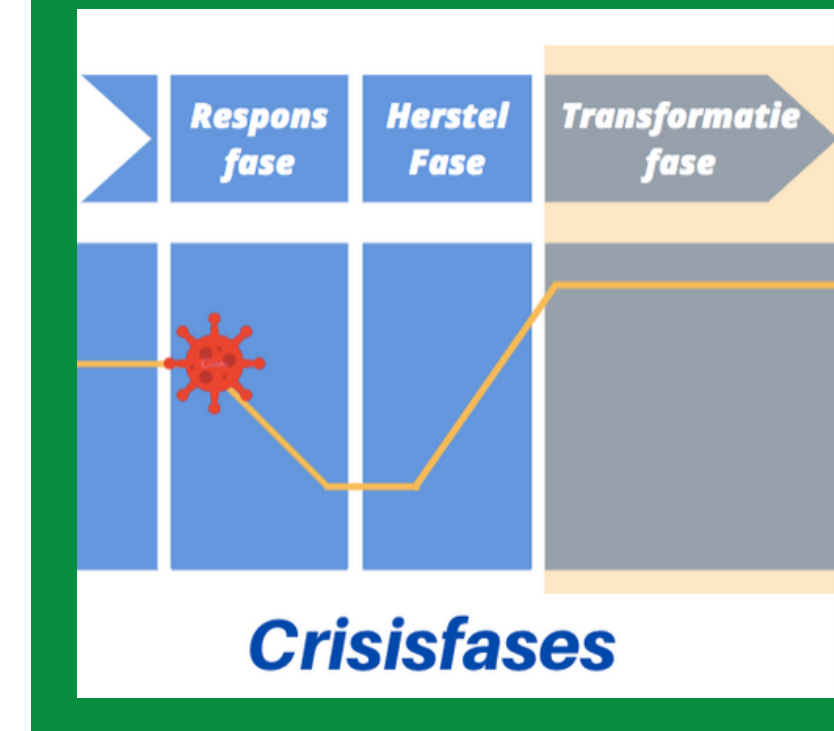 Respons
fase
Herstel
Fase
Transformatie
fase
Crisisfases